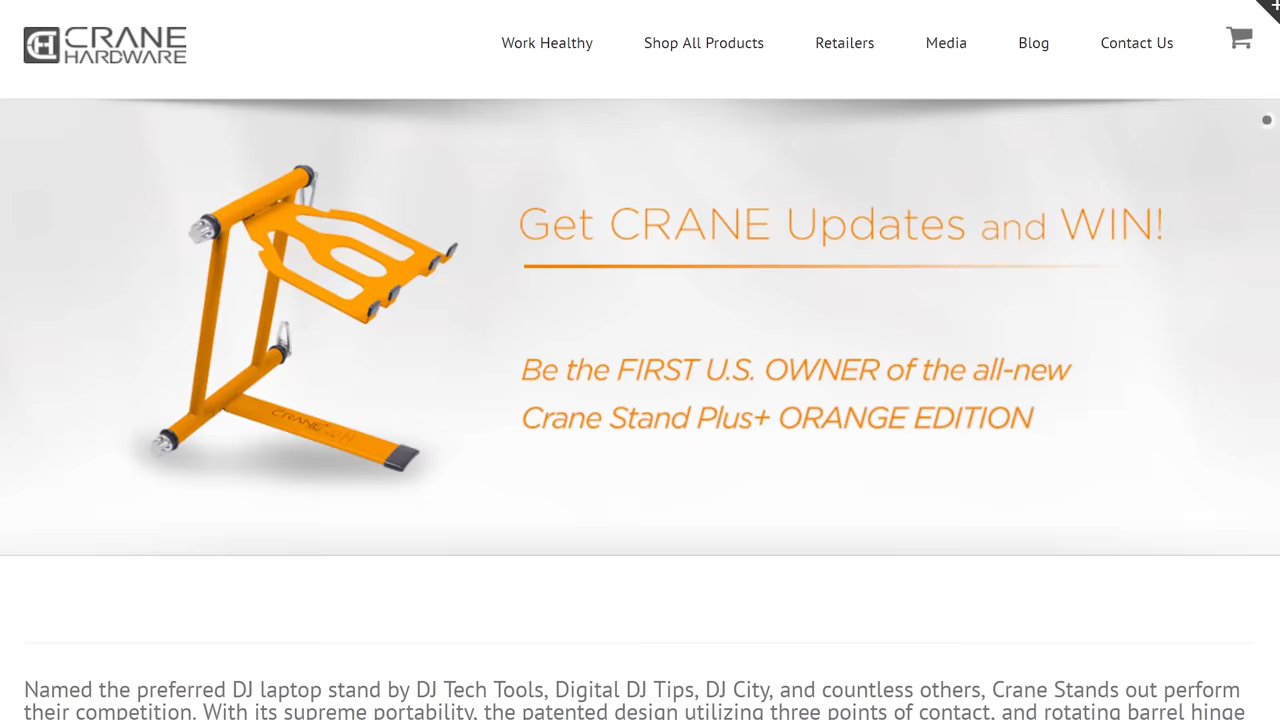 CRANE
HARDWARE
Work Healthy
Shop All Products
Retailers
Media
Blog
Contact Us
Get CRANE Updates and WIN!
Be the FIRST U.S. OWNER of the all-new
Crane Stand Plus+ ORANGE EDITION
CRANE
Named the preferred DJ laptop stand by DJ Tech Tools, Digital DJ Tips, DJ City, and countless others, Crane Stands out perform
their competition. With its supreme portability, the patented design utilizing three points of contact, and rotating barrel hinge